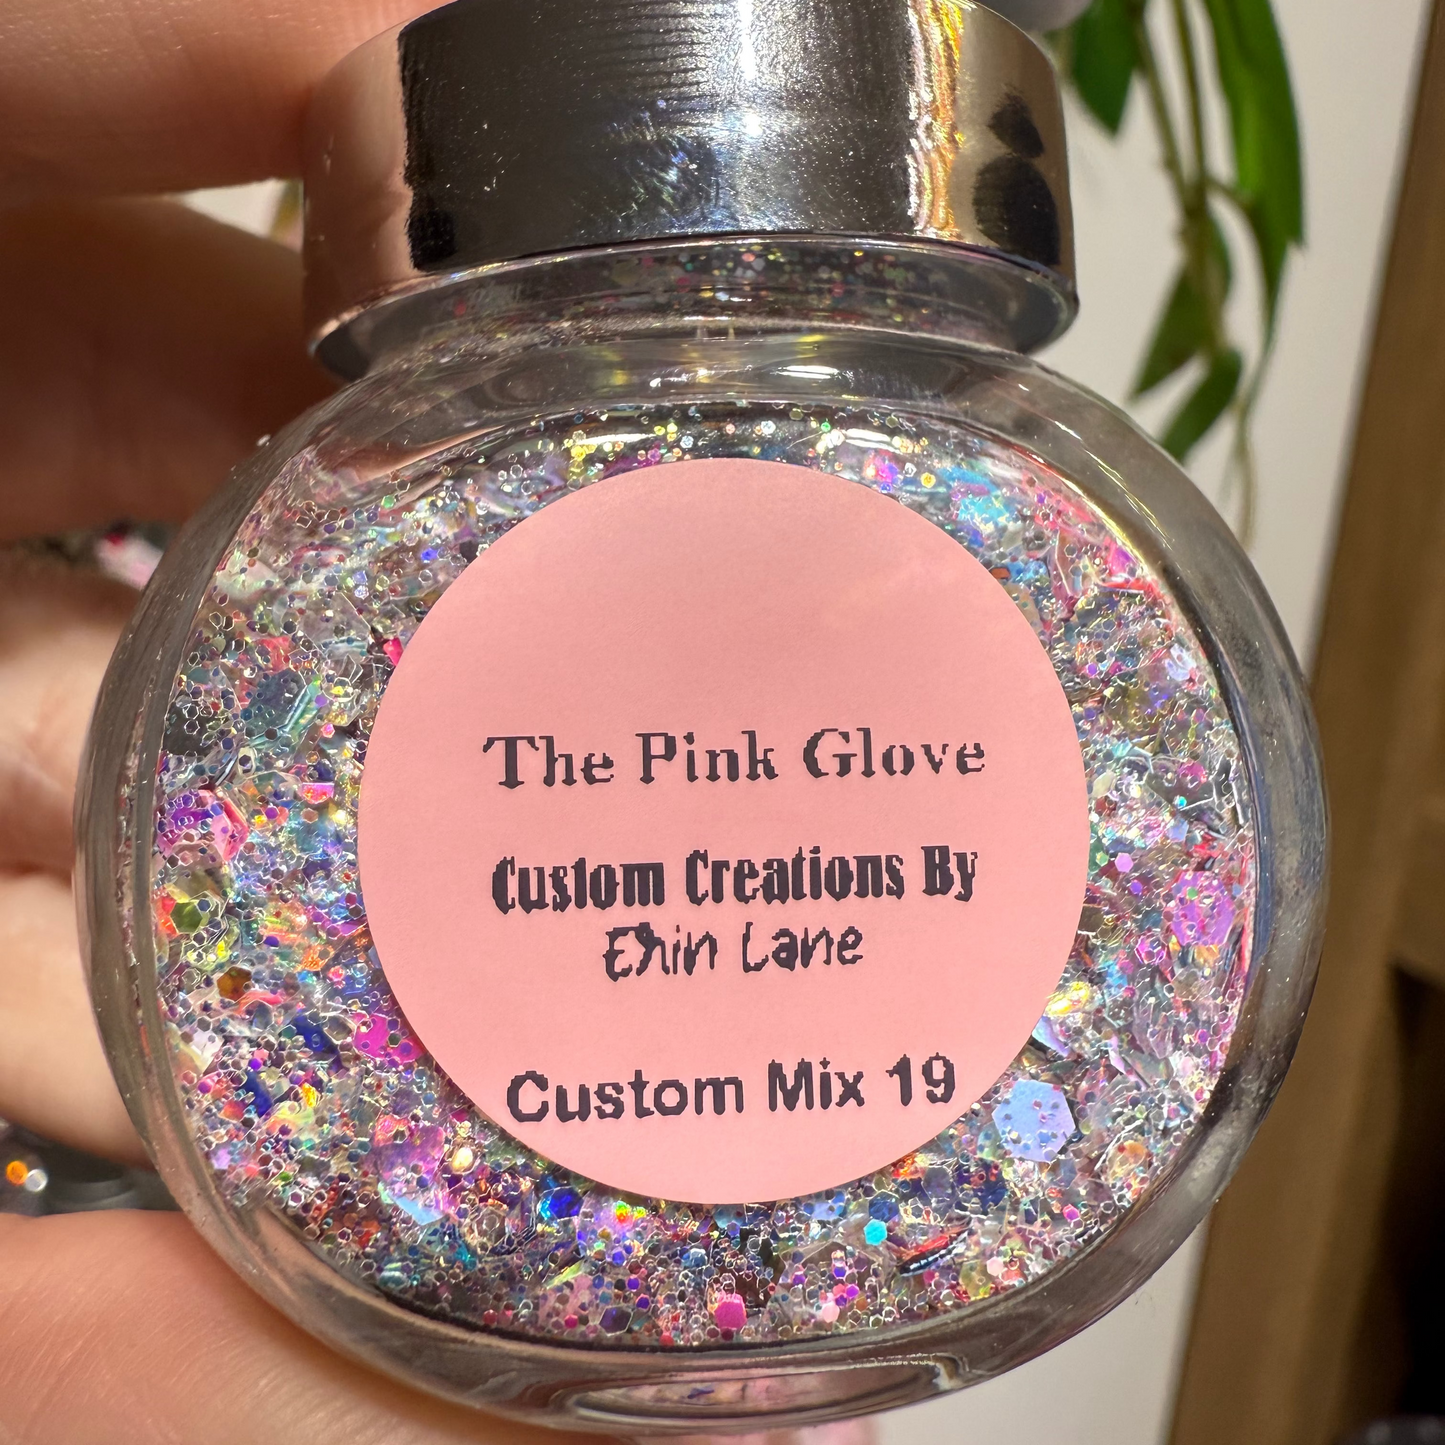 The Pink Glove
Custom Creations By
Erin Lane
Custom Mix 19